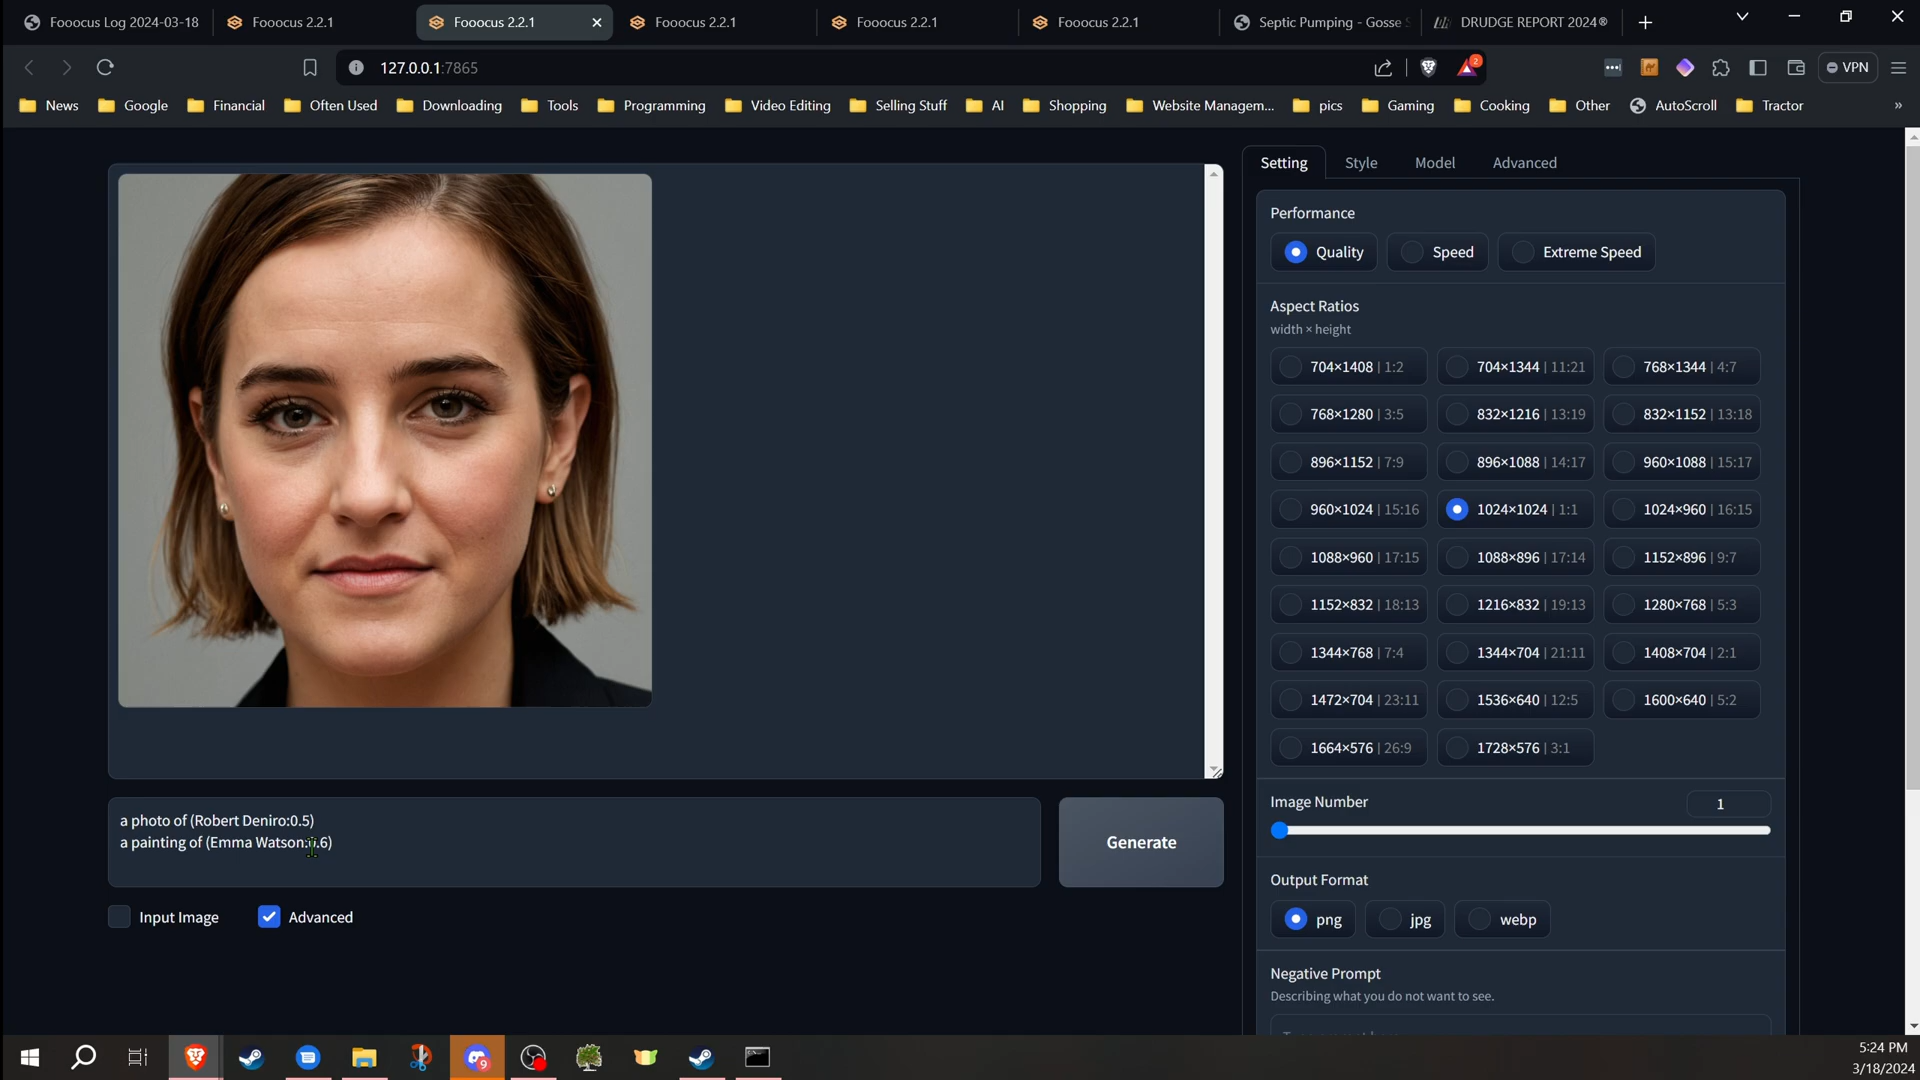 Fooocus Log 2024-03-18
Fooocus 2.2.1
Fooocus 2.2.1
Fooocus 2.2.1
Fooocus 2.2.1
Fooocus 2.2.1
Septic Pumping - Gosse
DRUDGE REPORT 2024®
127.0.0.1:7865
2
VPN
News
Google
Financial
Often Used
Downloading
Tools
Programming
Video Editing
Selling Stuff
AI
Shopping
Website Managem...
pics
Gaming
Cooking
Other
AutoScroll
Tractor
»
Setting
Style
Model
Advanced
Performance
Quality
Speed
Extreme Speed
Aspect Ratios
width × height
704×1408 | 1:2
704×1344 | 11:21
768×1344 | 4:7
768×1280 | 3:5
832×1216 | 13:19
832×1152 | 13:18
896×1152 | 7:9
896×1088 | 14:17
960×1088 | 15:17
960×1024 | 15:16
1024×1024 | 1:1
1024×960 | 16:15
1088×960 | 17:15
1088×896 | 17:14
1152×896 | 9:7
1152×832 | 18:13
1216×832 | 19:13
1280×768 | 5:3
1344×768 | 7:4
1344×704 | 21:11
1408×704 | 2:1
1472×704 | 23:11
1536×640 | 12:5
1600×640 | 5:2
1664×576 | 26:9
1728×576 | 3:1
a photo of (Robert Deniro:0.5)
a painting of (Emma Watson:0.6)
Generate
Input Image
Advanced
Image Number
1
Output Format
png
jpg
webp
Negative Prompt
Describing what you do not want to see.
9
5:24 PM
3/18/2024